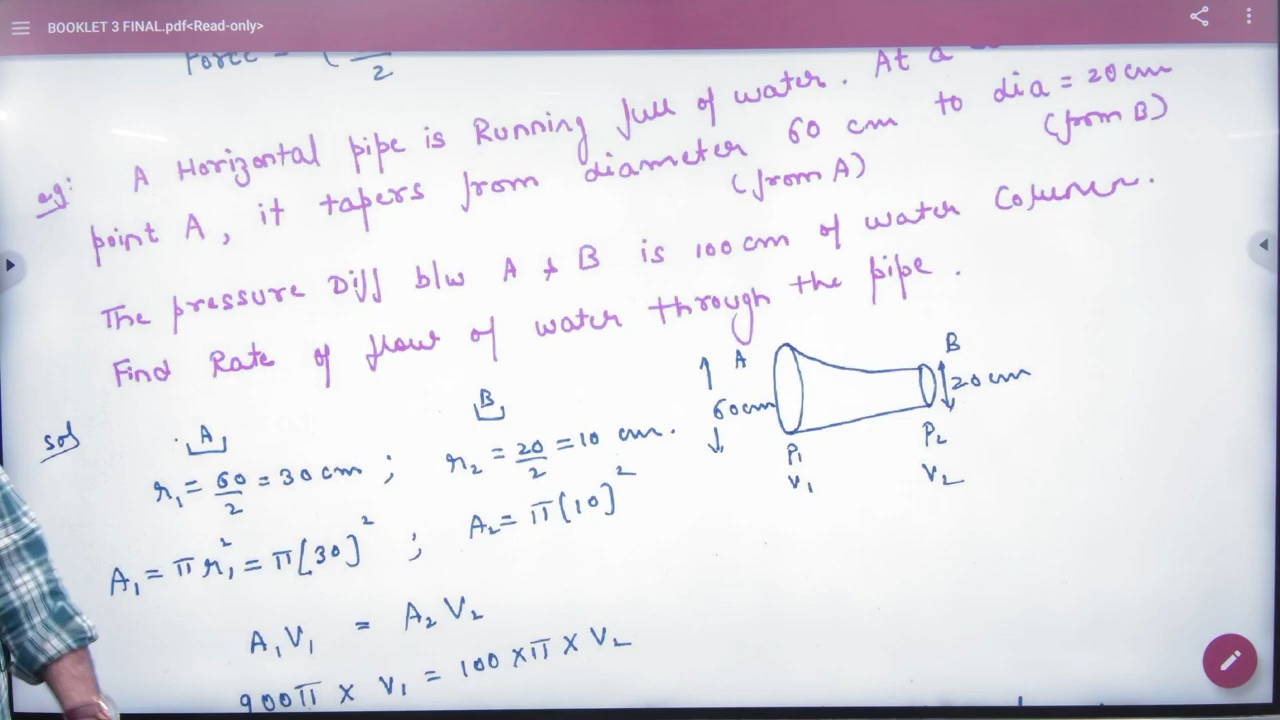 BOOKLET 3 FINAL.pdf<Read-only>
Force = (
2
eg: A Horizontal pipe is Running full of water. At a
point A, it tapers from diameter 60 cm to dia = 20 cm
(from A) (from B)
The pressure Diff b/w A & B is 100 cm of water Column.
Find Rate of flow of water through the pipe.
A B
60cm 20 cm
P₁ P₂
V₁ V₂
Sol A B
r₁ = 60/2 = 30 cm ; r₂ = 20/2 = 10 cm.
A₁ = πr₁² = π[30]² ; A₂ = π[10]²
A₁V₁ = A₂V₂
900π × V₁ = 100 × π × V₂